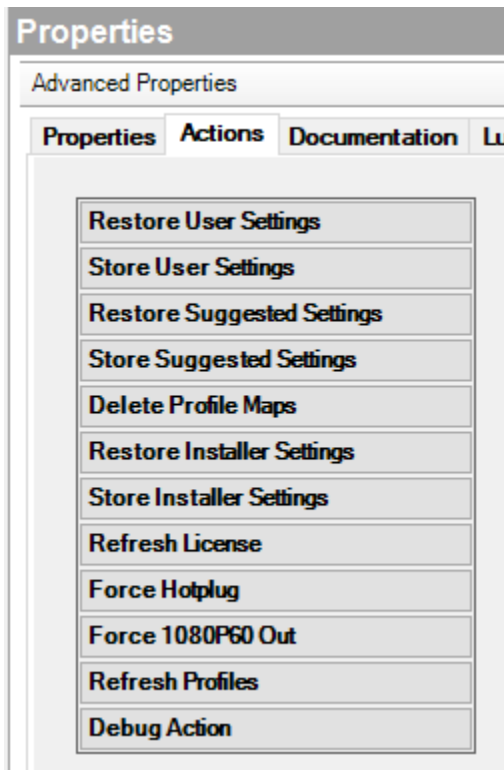 Properties
Advanced Properties
Properties Actions Documentation Lu
Restore User Settings
Store User Settings
Restore Suggested Settings
Store Suggested Settings
Delete Profile Maps
Restore Installer Settings
Store Installer Settings
Refresh License
Force Hotplug
Force 1080P60 Out
Refresh Profiles
Debug Action